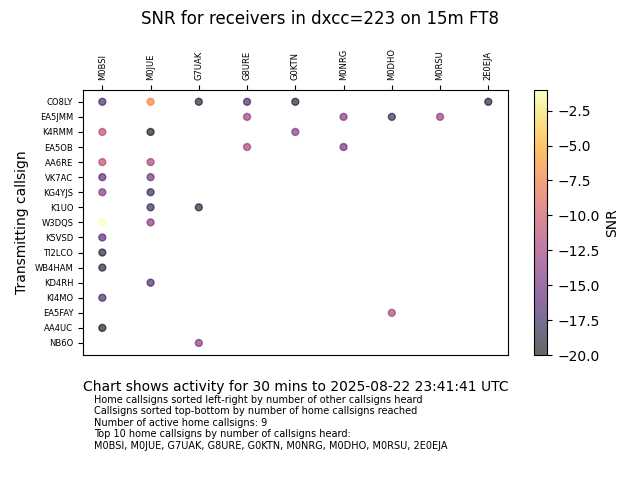 SNR for receivers in dxcc=223 on 15m FT8
M0BSI M0JUE G7UAK G8URE G0KTN M0NRG M0DHO M0RSU 2E0EJA
CO8LY
EA5JMM
K4RMM
EA5OB
AA6RE
VK7AC
KG4YJS
K1UO
W3DQS
K5VSD
TI2LCO
WB4HAM
KD4RH
KI4MO
EA5FAY
AA4UC
NB6O
Transmitting callsign
−2.5
−5.0
−7.5
−10.0
−12.5
−15.0
−17.5
−20.0
SNR
Chart shows activity for 30 mins to 2025-08-22 23:41:41 UTC
Home callsigns sorted left-right by number of other callsigns heard
Callsigns sorted top-bottom by number of home callsigns reached
Number of active home callsigns: 9
Top 10 home callsigns by number of callsigns heard:
M0BSI, M0JUE, G7UAK, G8URE, G0KTN, M0NRG, M0DHO, M0RSU, 2E0EJA